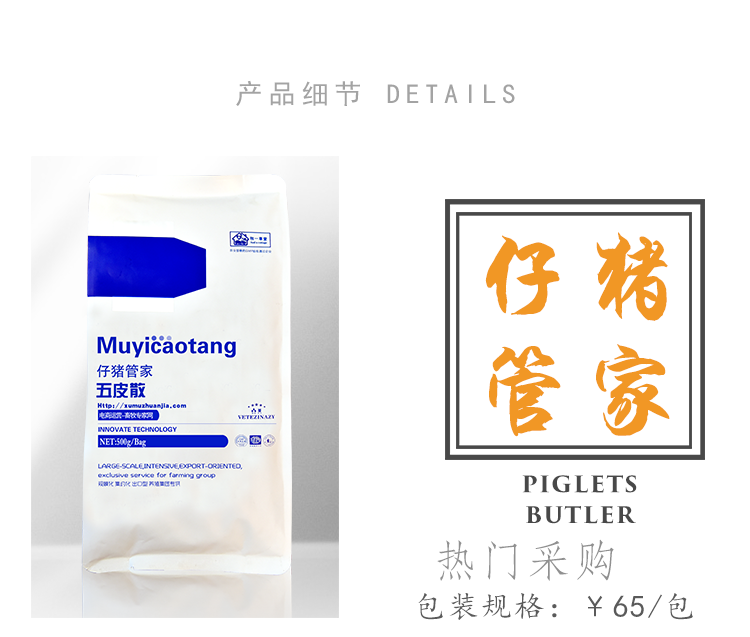 产品细节 DETAILS
Muyicaotang
仔猪管家
五皮散
Http://xumuzhuanjia.com
电商运营-畜牧专家网
VETEZINAZY
INNOVATE TECHNOLOGY
NET:500g/Bag
LARGE-SCALE,INTENSIVE,EXPORT-ORIENTED,
exclusive service for farming group
规模化 集约化 出口型 养殖集团专供
仔猪
管家
PIGLETS
BUTLER
热门采购
包装规格：￥65/包